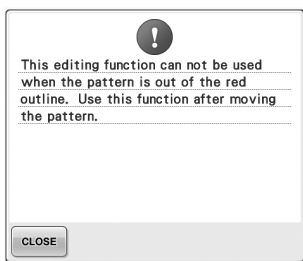 This editing function can not be used
when the pattern is out of the red
outline. Use this function after moving
the pattern.
CLOSE